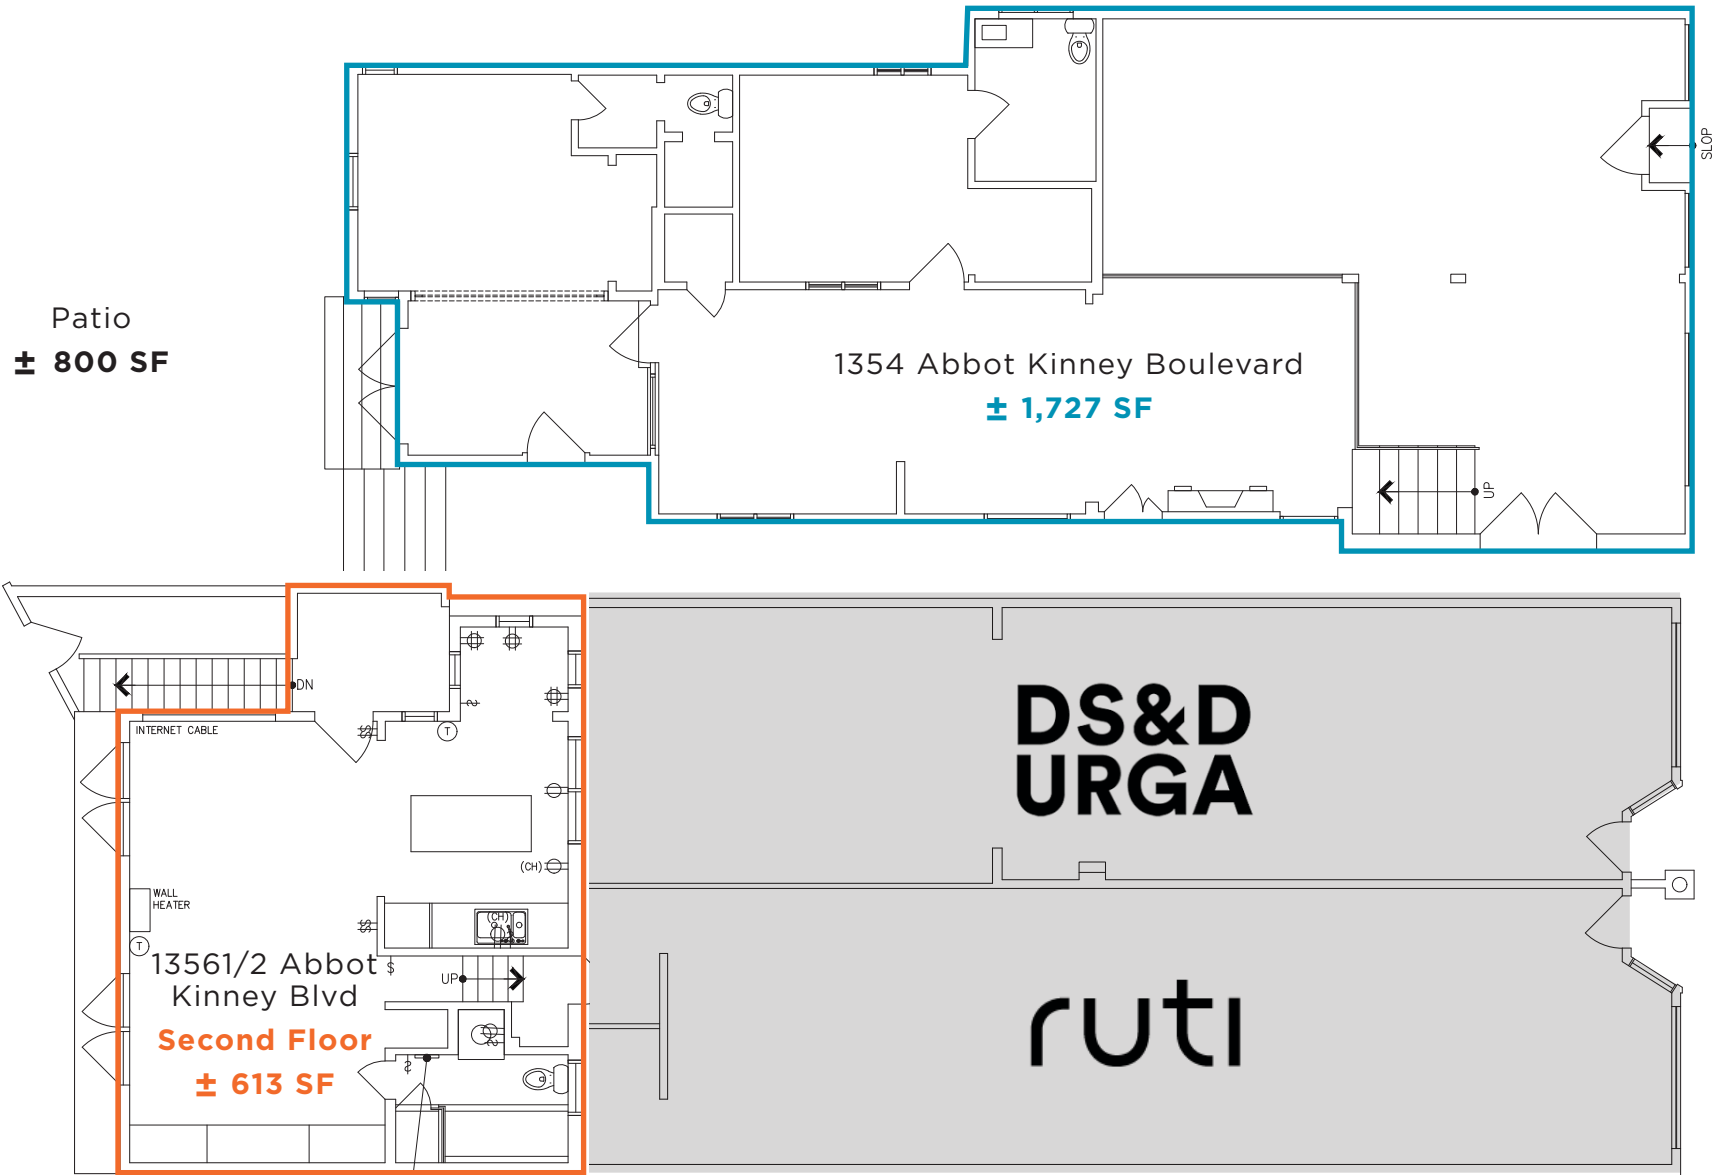 SLOP
Patio
± 800 SF
1354 Abbot Kinney Boulevard
± 1,727 SF
UP
DN
INTERNET CABLE
T
DS&D
URGA
(CH)
WALL
HEATER
(CH)
T
13561/2 Abbot
Kinney Blvd
$
UP
Second Floor
± 613 SF
ruti